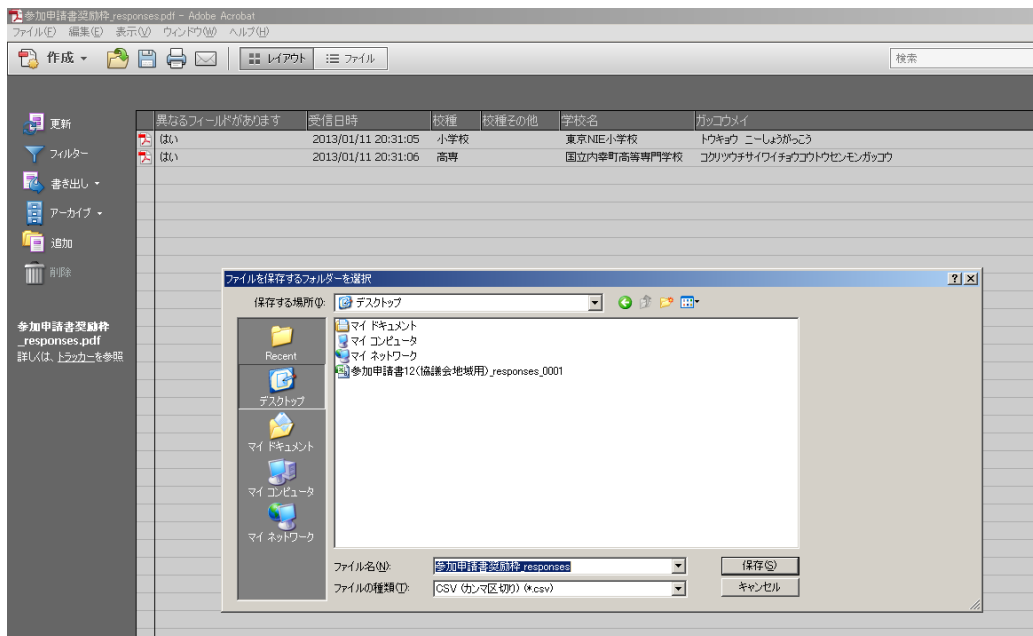 参加申請書奨励枠_responses.pdf - Adobe Acrobat
ファイル(F) 編集(E) 表示(V) ウィンドウ(W) ヘルプ(H)
作成 レイアウト ファイル 検索
更新
フィルター
書き出し
アーカイブ
追加
削除
参加申請書奨励枠
_responses.pdf
詳しくは、トラッカーを参照
異なるフィールドがあります 受信日時 校種 校種その他 学校名 ガッコウメイ
はい 2013/01/11 20:31:05 小学校 東京NIE小学校 トウキョウ ニーしょうがっこう
はい 2013/01/11 20:31:06 高専 国立内幸町高等専門学校 コクリツウチサイワイチョウコウトウセンモンガッコウ
ファイルを保存するフォルダーを選択
保存する場所(I): デスクトップ
Recent
デスクトップ
マイ ドキュメント
マイ コンピュータ
マイ ネットワーク
マイ ドキュメント
マイ コンピュータ
マイ ネットワーク
参加申請書12(協議会地域用)_responses_0001
ファイル名(N): 参加申請書奨励枠_responses 保存(S)
ファイルの種類(T): CSV (カンマ区切り) (*.csv) キャンセル